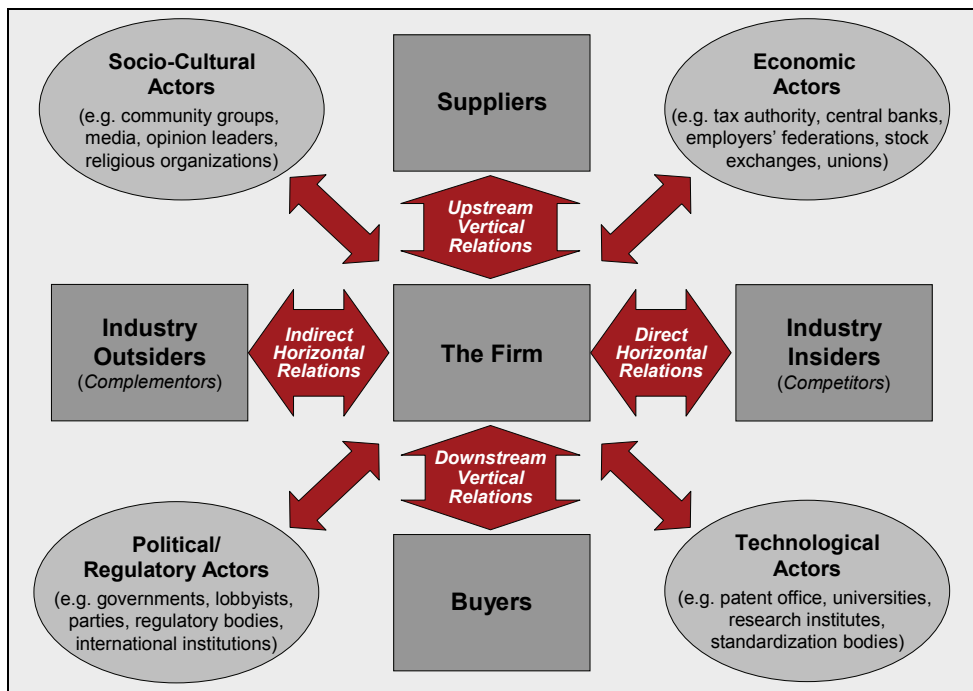 Socio-Cultural
Actors
(e.g. community groups,
media, opinion leaders,
religious organizations)
Suppliers
Economic
Actors
(e.g. tax authority, central banks,
employers' federations, stock
exchanges, unions)
Upstream
Vertical
Relations
Industry
Outsiders
(Complementors)
Indirect
Horizontal
Relations
The Firm
Direct
Horizontal
Relations
Industry
Insiders
(Competitors)
Downstream
Vertical
Relations
Political/
Regulatory Actors
(e.g. governments, lobbyists,
parties, regulatory bodies,
international institutions)
Buyers
Technological
Actors
(e.g. patent office, universities,
research institutes,
standardization bodies)